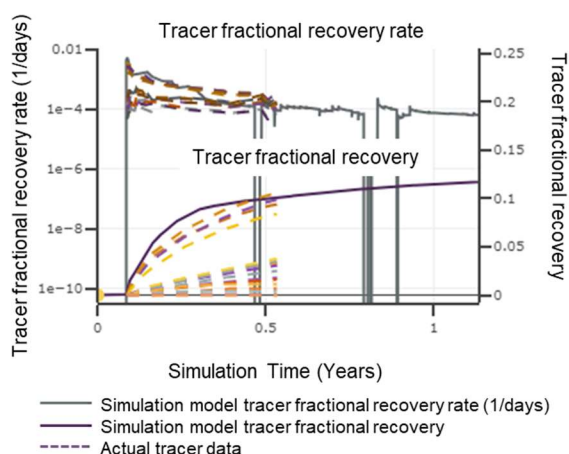 Tracer fractional recovery rate
Tracer fractional recovery rate (1/days)
0.01
1e-4
1e-6
1e-8
1e-10
0.25
0.2
0.15
0.1
0.05
0
Tracer fractional recovery
Tracer fractional recovery
0
0.5
1
Simulation Time (Years)
Simulation model tracer fractional recovery rate (1/days)
Simulation model tracer fractional recovery
Actual tracer data